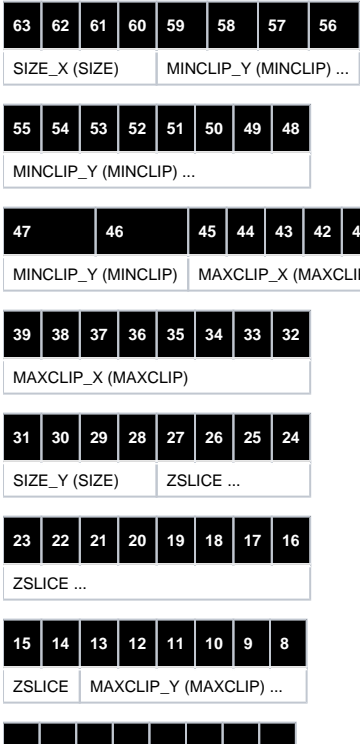 63 62 61 60 59 58 57 56
SIZE_X (SIZE) MINCLIP_Y (MINCLIP) ...
55 54 53 52 51 50 49 48
MINCLIP_Y (MINCLIP) ...
47 46 45 44 43 42
MINCLIP_Y (MINCLIP) MAXCLIP_X
39 38 37 36 35 34 33 32
MAXCLIP_X (MAXCLIP)
31 30 29 28 27 26 25 24
SIZE_Y (SIZE) ZSLICE ...
23 22 21 20 19 18 17 16
ZSLICE ...
15 14 13 12 11 10 9 8
ZSLICE MAXCLIP_Y (MAXCLIP) ...